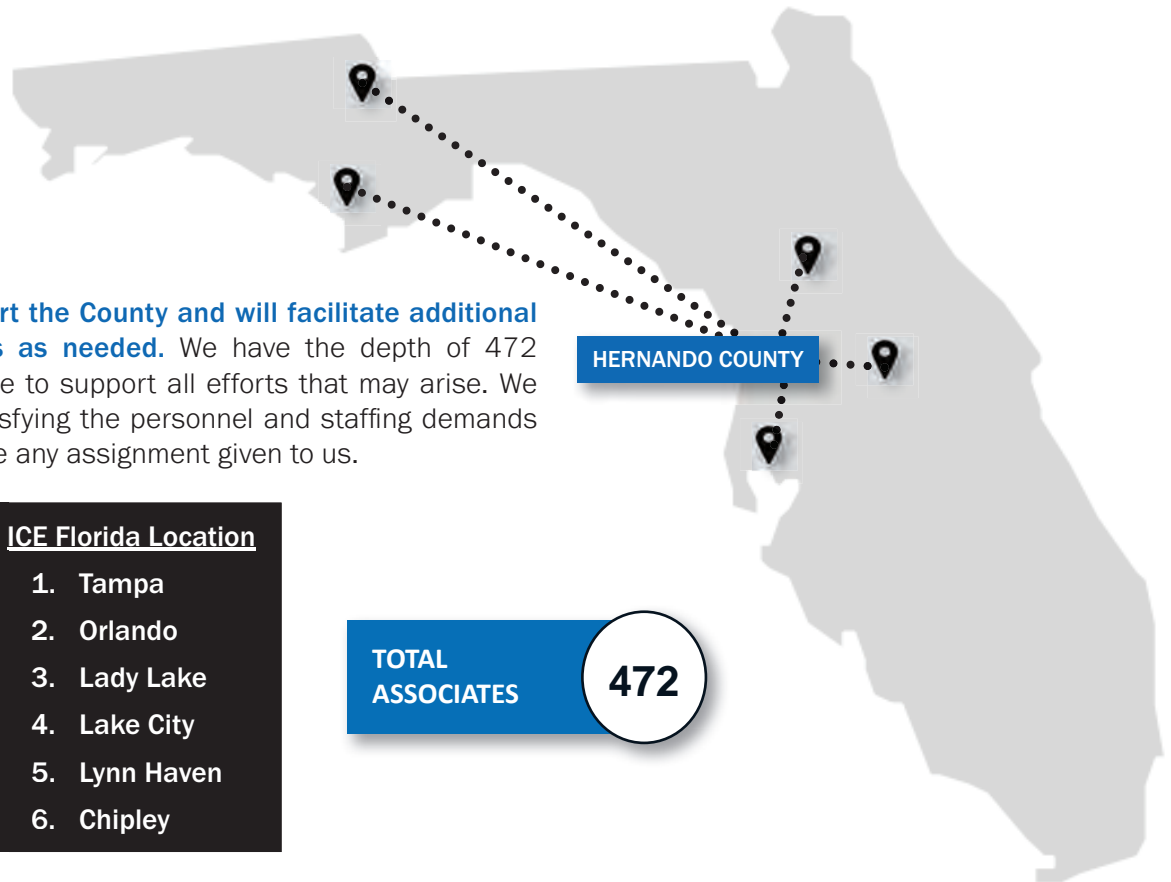 rt the County and will facilitate additional
s as needed. We have the depth of 472
e to support all efforts that may arise. We
sfying the personnel and staffing demands
e any assignment given to us.
HERNANDO COUNTY
ICE Florida Location
1. Tampa
2. Orlando
3. Lady Lake
4. Lake City
5. Lynn Haven
6. Chipley
TOTAL
ASSOCIATES
472